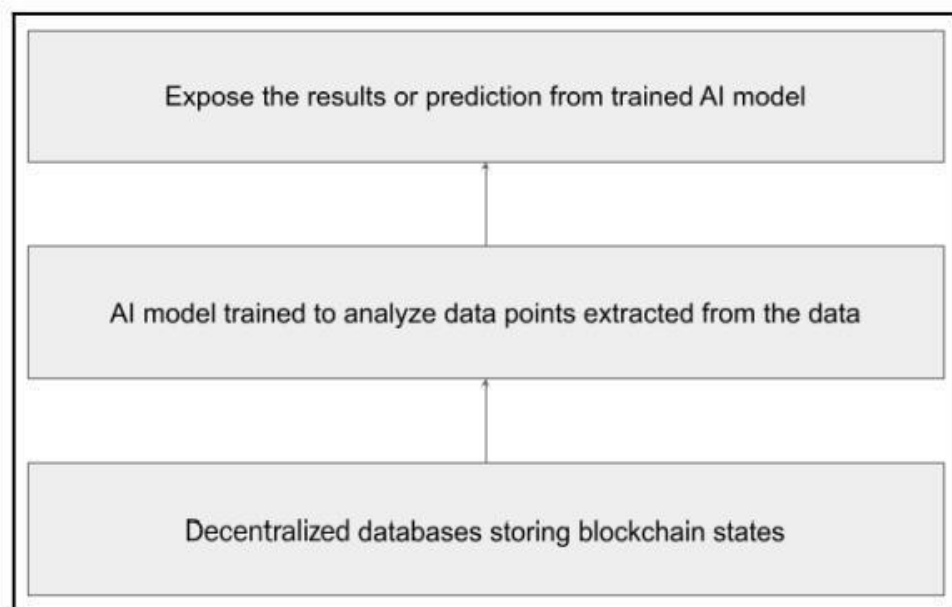 Expose the results or prediction from trained AI model
AI model trained to analyze data points extracted from the data
Decentralized databases storing blockchain states